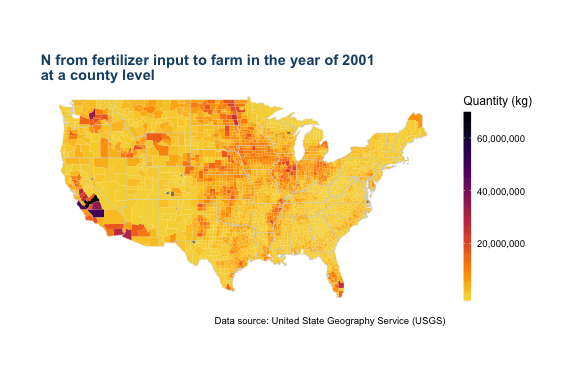 N from fertilizer input to farm in the year of 2001
at a county level
Quantity (kg)
60,000,000
40,000,000
20,000,000
Data source: United State Geography Service (USGS)